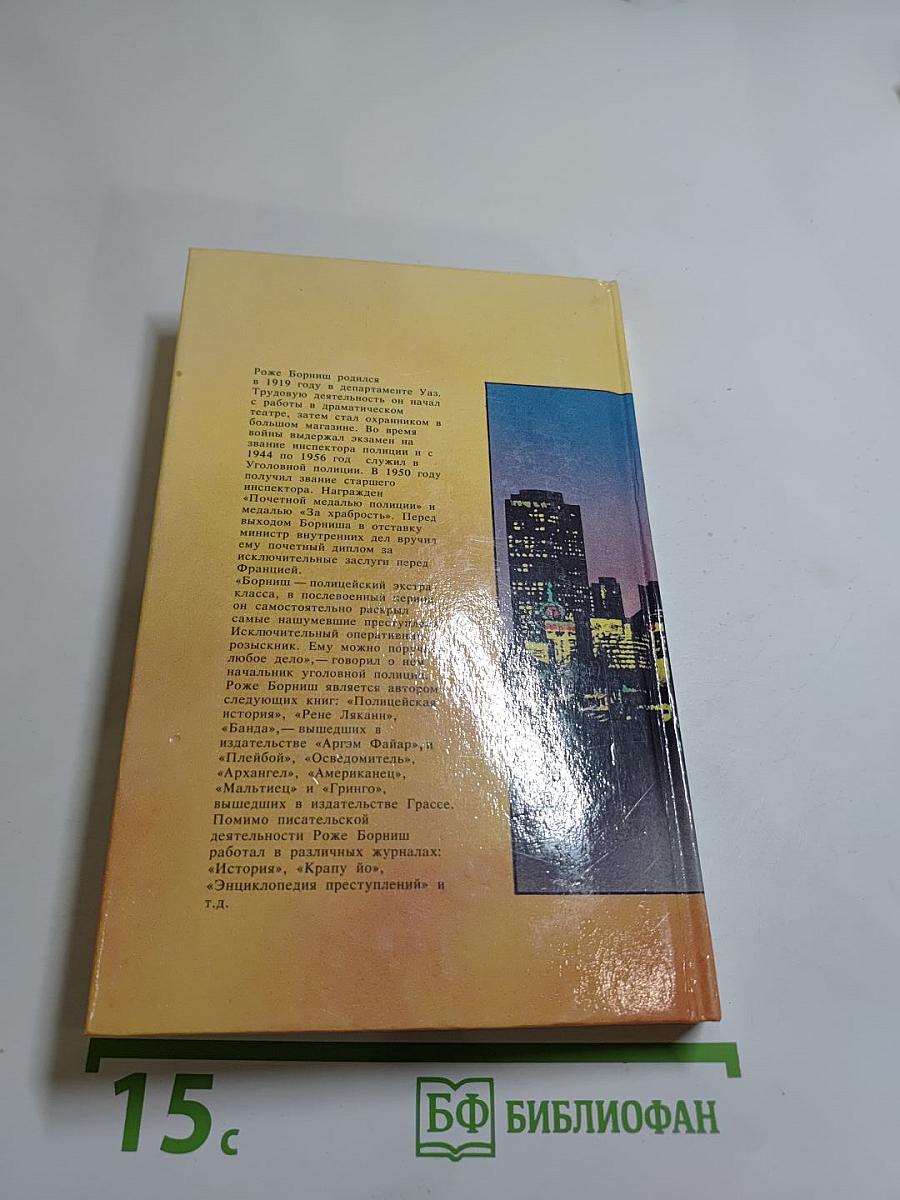 Роже Борниш родился
в 1919 году в департаменте Уаз.
Трудовую деятельность он начал
с работы в драматическом
театре, затем стал охранником в
большом магазине. Во время
войны выдержал экзамен на
звание инспектора полиции и с
1944 по 1956 год служил в
Уголовной полиции. В 1950 году
получил звание старшего
инспектора. Награжден
«Почетной медалью полиции» и
медалью «За храбрость». Перед
выходом Борниша в отставку
министр внутренних дел вручил
ему почетный диплом за
исключительные заслуги перед
Францией.
«Борниш — полицейский экстра-
класса, в послевоенный период
он самостоятельно раскрыл
самые нашумевшие
Исключительный
розыскник. Ему можно
любое дело»,— говорил о нем
начальник уголовной полиции.
Роже Борниш является автором
следующих книг: «Полицейская
история», «Рене Ляканн»,
«Банда»,— вышедших в
издательстве «Аргэм Файар», и
«Плейбой», «Осведомитель»,
«Архангел», «Американец»,
«Мальтиец» и «Гринго»,
вышедших в издательстве Грассе.
Помимо писательской
деятельности Роже Борниш
работал в различных журналах:
«История», «Крапу йо»,
«Энциклопедия преступлений» и
т.д.
15 с
БФ БИБЛИОФАН